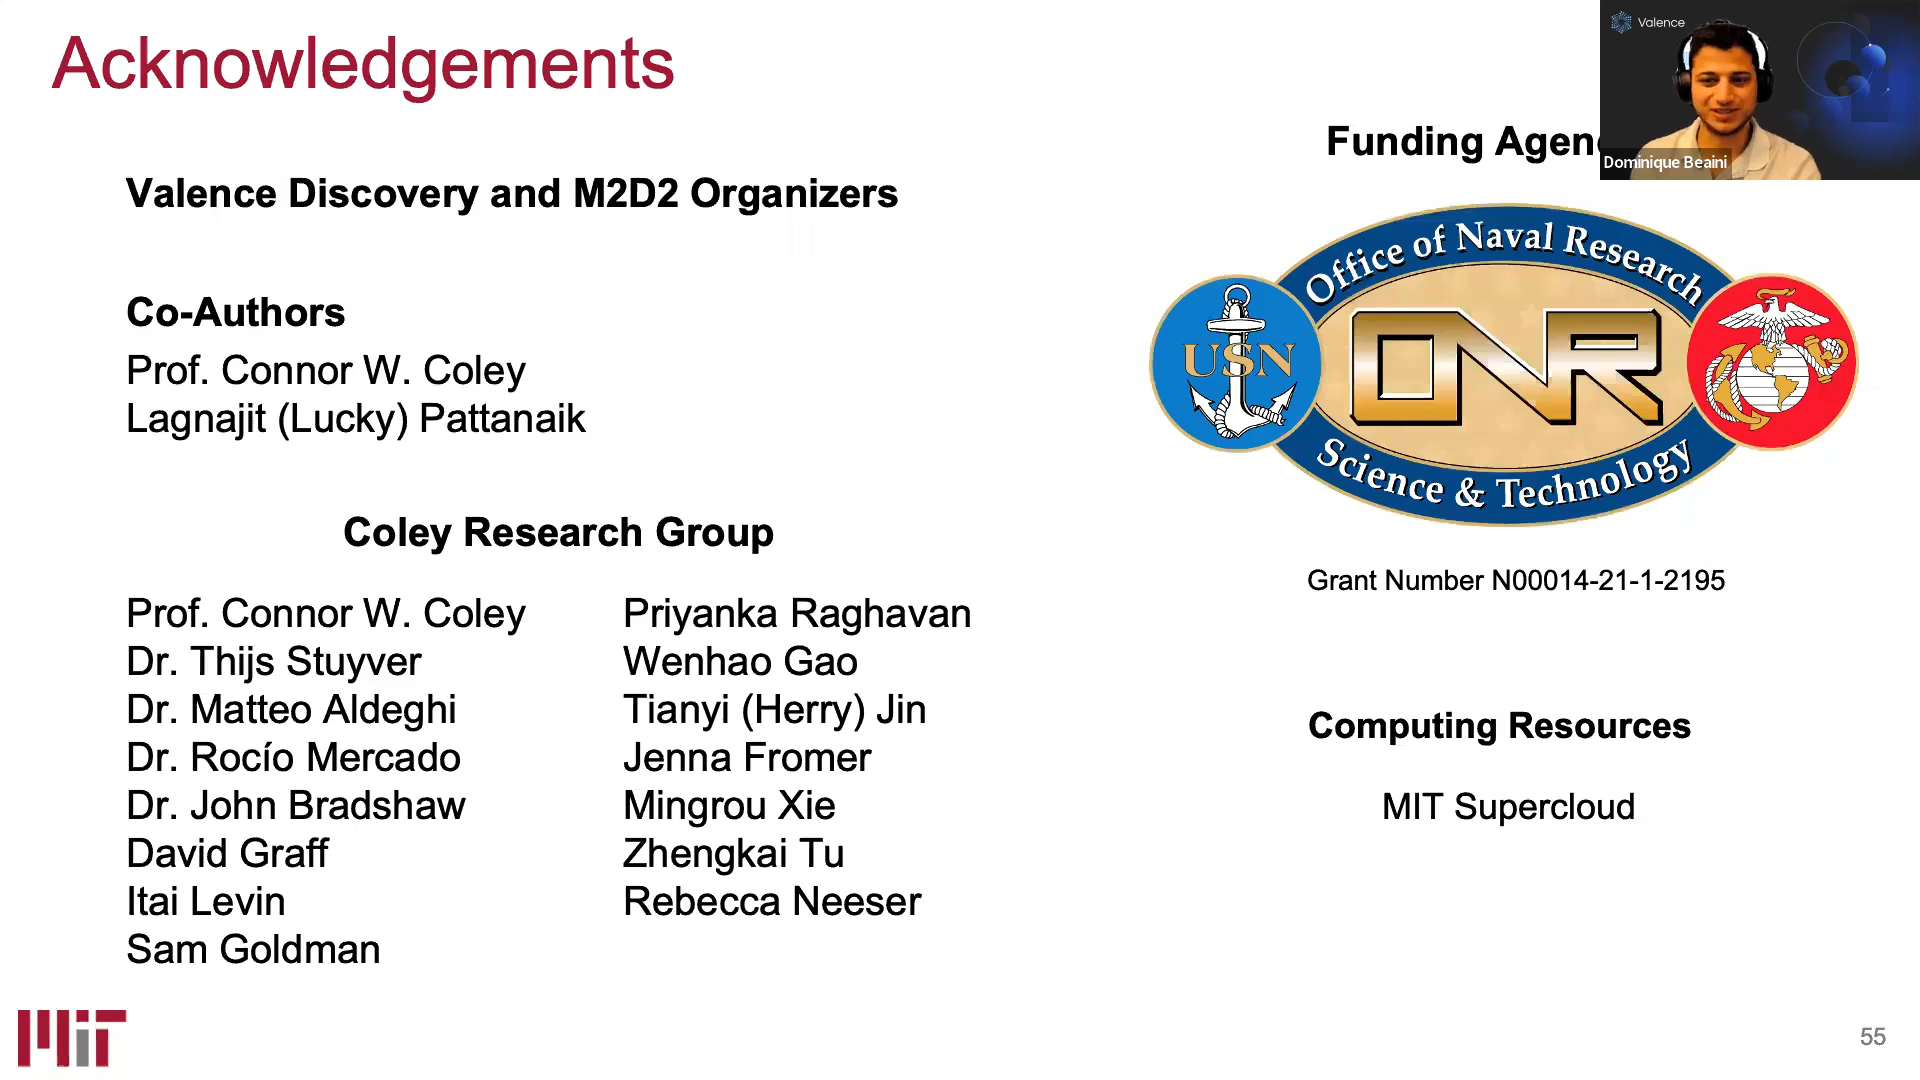 Acknowledgements
Valence Discovery and M2D2 Organizers
Co-Authors
Prof. Connor W. Coley
Lagnajit (Lucky) Pattanaik
Coley Research Group
Prof. Connor W. Coley
Dr. Thijs Stuyver
Dr. Matteo Aldeghi
Dr. Rocío Mercado
Dr. John Bradshaw
David Graff
Itai Levin
Sam Goldman
Priyanka Raghavan
Wenhao Gao
Tianyi (Herry) Jin
Jenna Fromer
Mingrou Xie
Zhengkai Tu
Rebecca Neeser
Funding
Valence
Dominique Beaini
Office of Naval Research
USN
ONR
Science & Technology
Grant Number N00014-21-1-2195
Computing Resources
MIT Supercloud
MIT
55